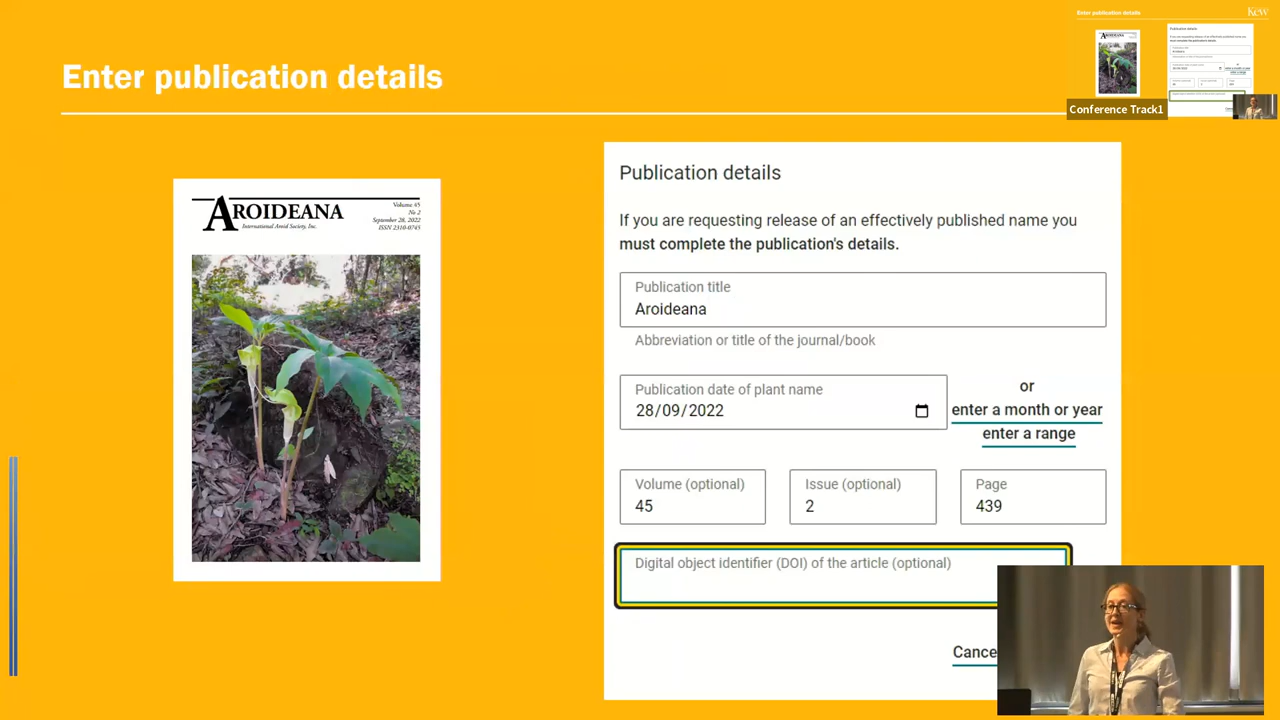 Enter publication details
Enter publication details
Kew
Conference Track1
AROIDEANA
International Aroid Society, Inc.
Volume 45
No 2
September 28, 2022
ISSN 2310-0745
Publication details
If you are requesting release of an effectively published name you
must complete the publication's details.
Publication title
Aroideana
Abbreviation or title of the journal/book
Publication date of plant name
28/09/2022
or
enter a month or year
enter a range
Volume (optional)
45
Issue (optional)
2
Page
439
Digital object identifier (DOI) of the article (optional)
Cance